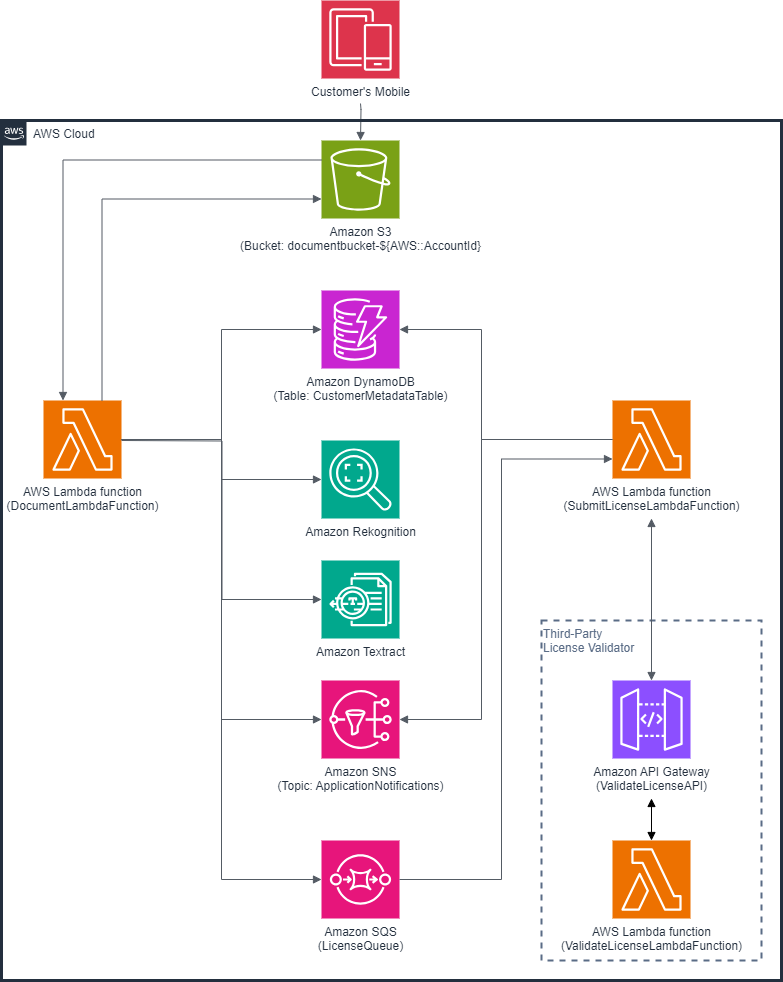 Customer's Mobile
aws
AWS Cloud
Amazon S3
(Bucket: documentbucket-${AWS::AccountId}
Amazon DynamoDB
(Table: CustomerMetadataTable)
AWS Lambda function
(DocumentLambdaFunction)
AWS Lambda function
(SubmitLicenseLambdaFunction)
Amazon Rekognition
Amazon Textract
Third-Party
License Validator
Amazon SNS
(Topic: ApplicationNotifications)
</>
Amazon API Gateway
(ValidateLicenseAPI)
Amazon SQS
(LicenseQueue)
AWS Lambda function
(ValidateLicenseLambdaFunction)